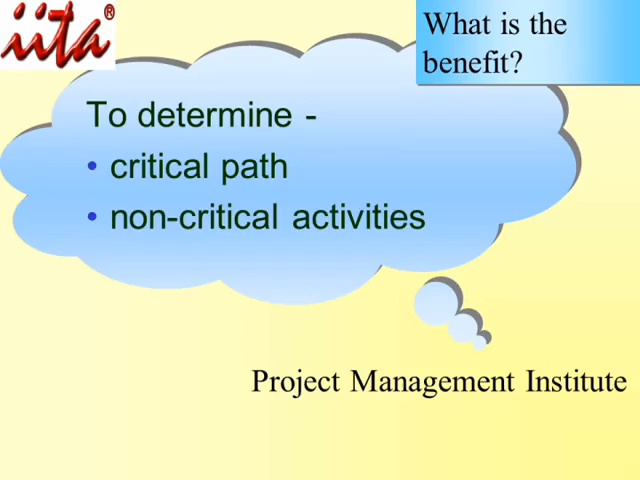 iita®
What is the
benefit?
To determine -
• critical path
• non-critical activities
Project Management Institute